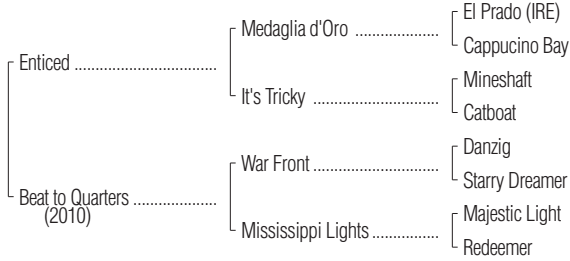 El Prado (IRE)
Medaglia d'Oro ..................
Cappucino Bay
Enticed ..............................
Mineshaft
It's Tricky ..........................
Catboat
Danzig
War Front ..........................
Starry Dreamer
Beat to Quarters .................
(2010)
Majestic Light
Mississippi Lights ..............
Redeemer